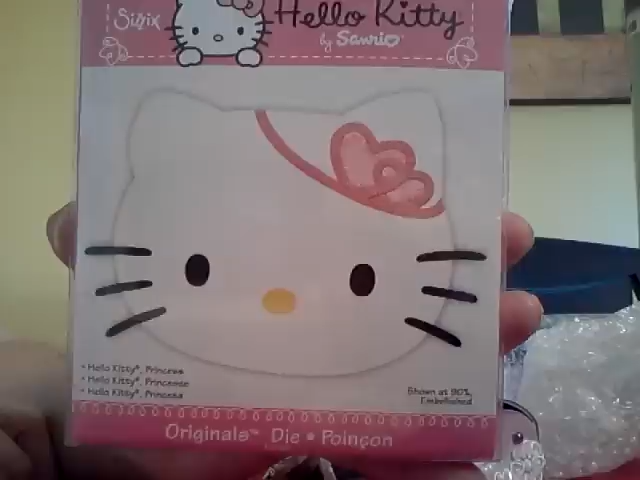 Sizzix
Hello Kitty
by Sanrio
• Hello Kitty®, Princess
• Hello Kitty®, Princesse
• Hello Kitty®, Princesa
Shown at 90%,
Embellished
Originals™ Die • Poinçon